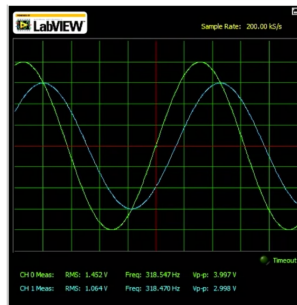 LabVIEW
Sample Rate: 200.00 kS/s
Timeout
CH 0 Meas: RMS: 1.452 V Freq: 318.547 Hz Vp-p: 3.997 V
CH 1 Meas: RMS: 1.064 V Freq: 318.470 Hz Vp-p: 2.998 V